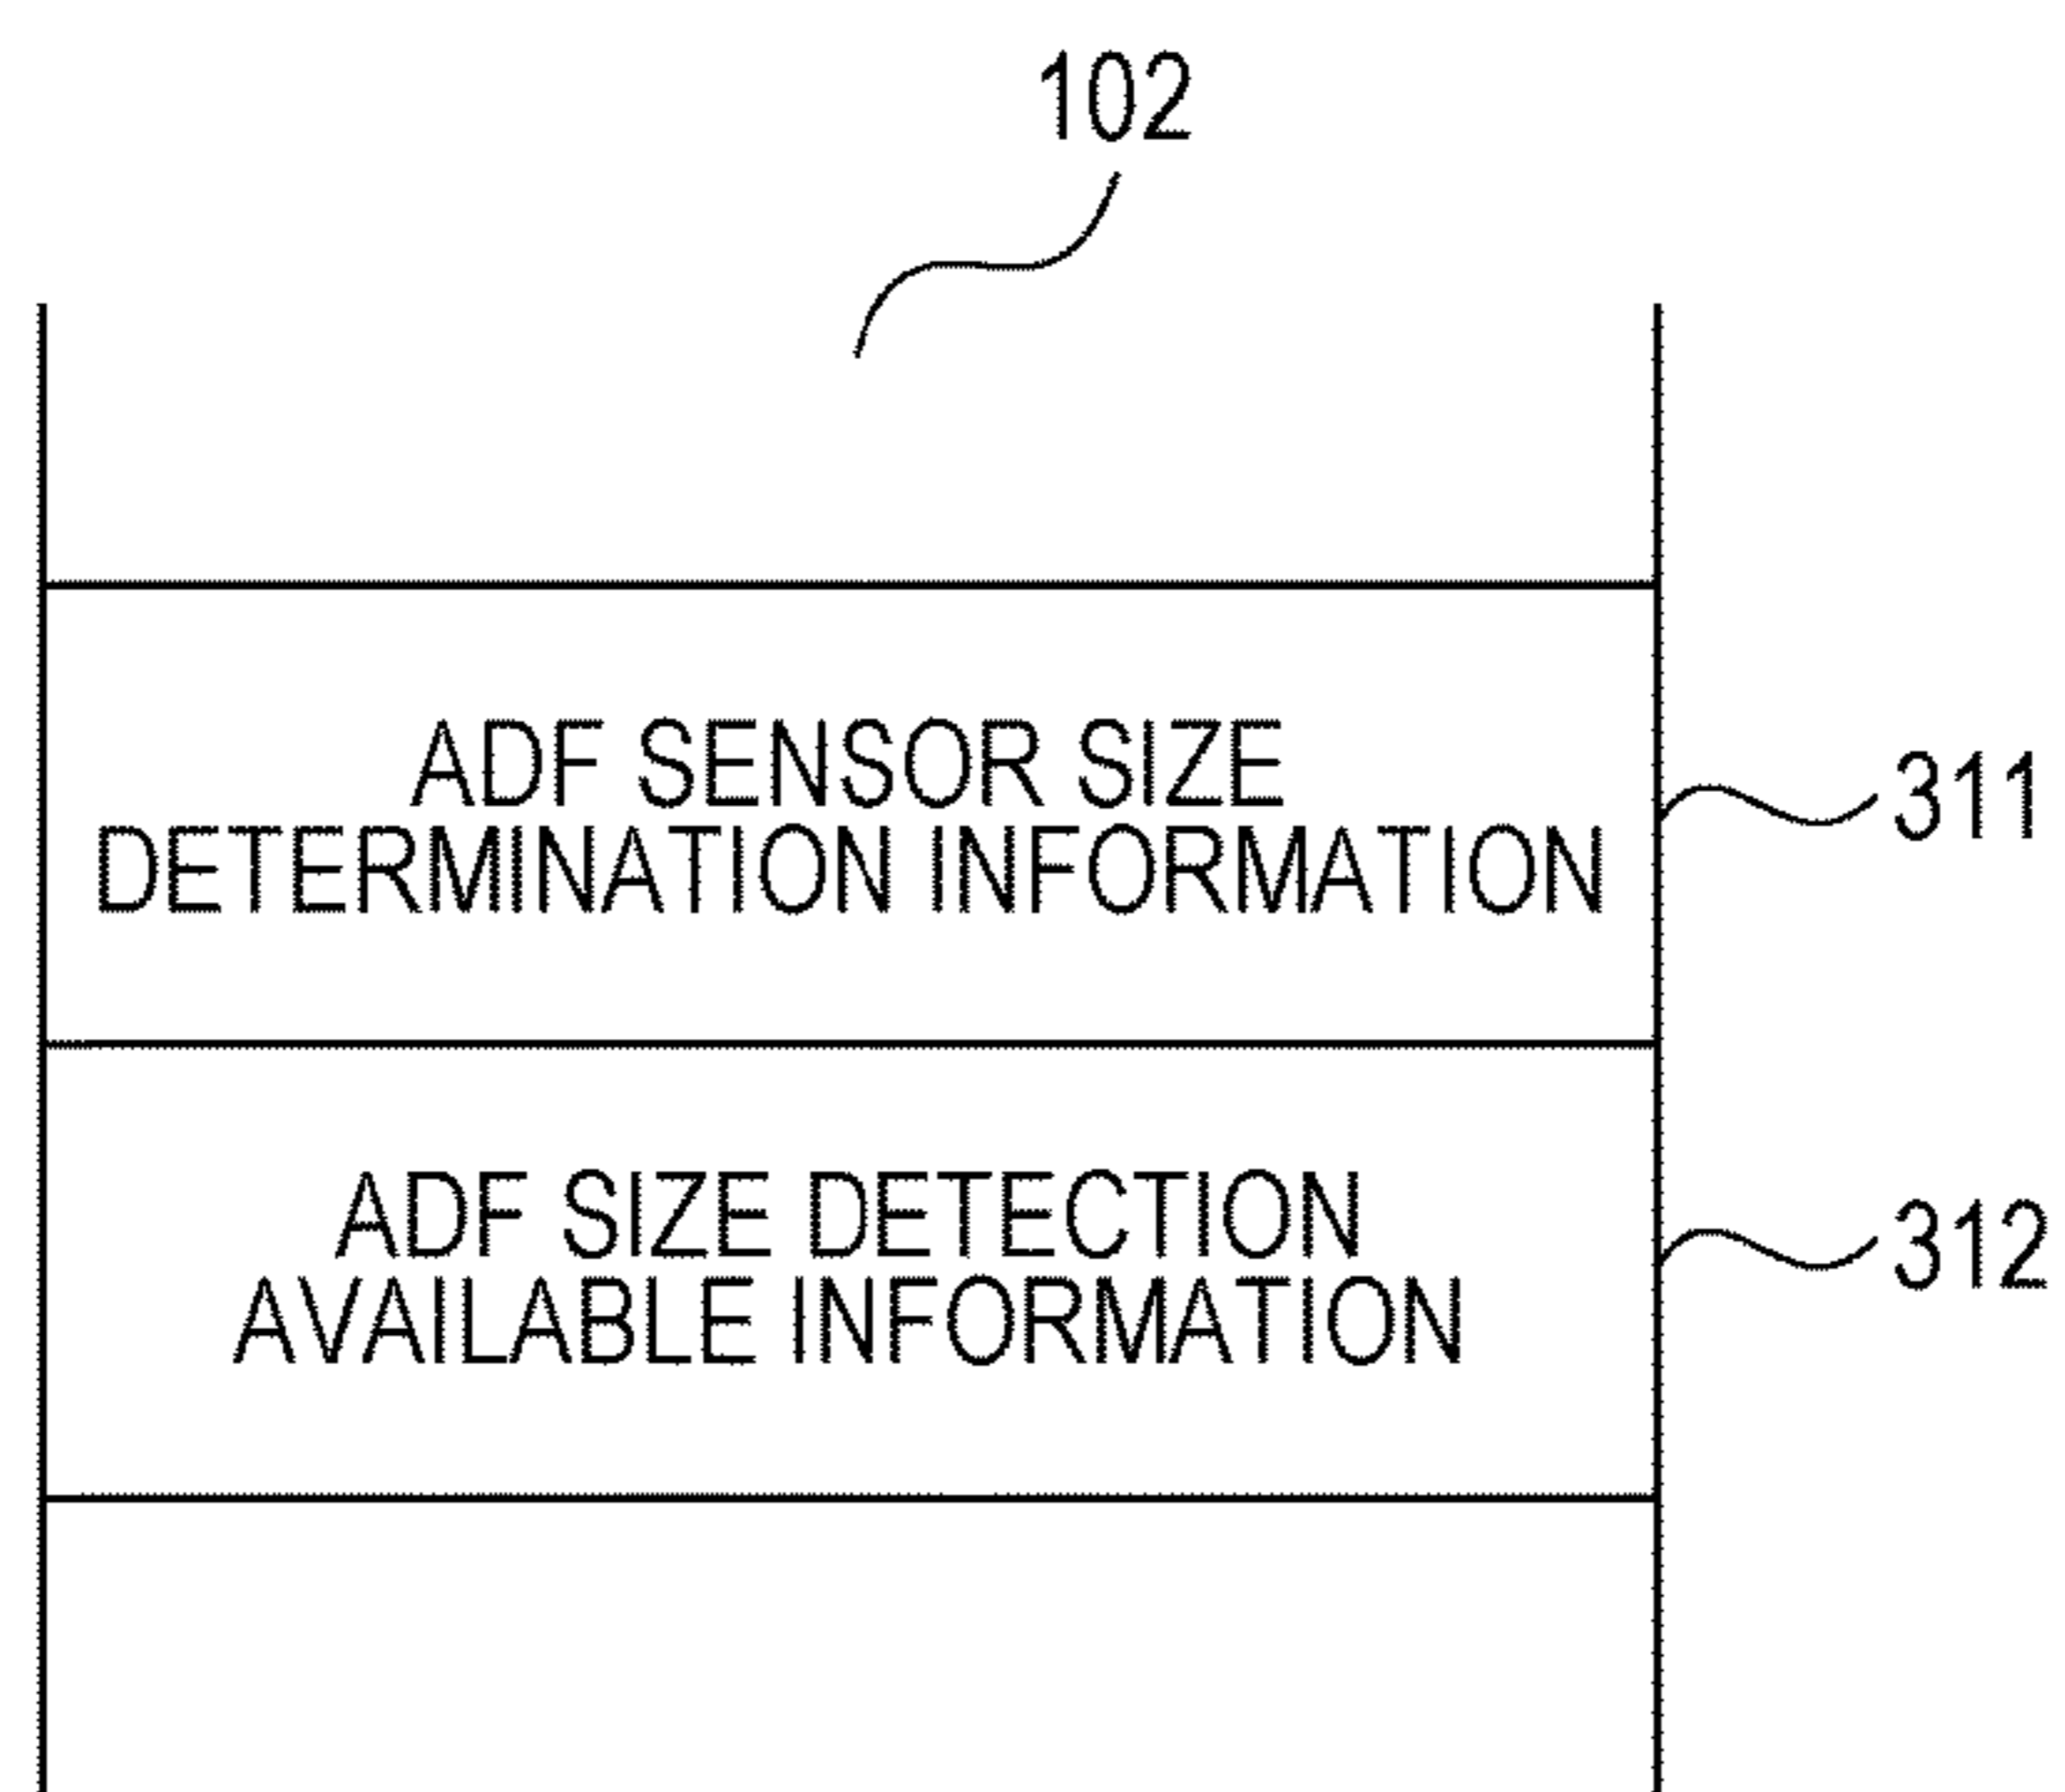 102
ADF SENSOR SIZE
DETERMINATION INFORMATION
311
ADF SIZE DETECTION
AVAILABLE INFORMATION
312